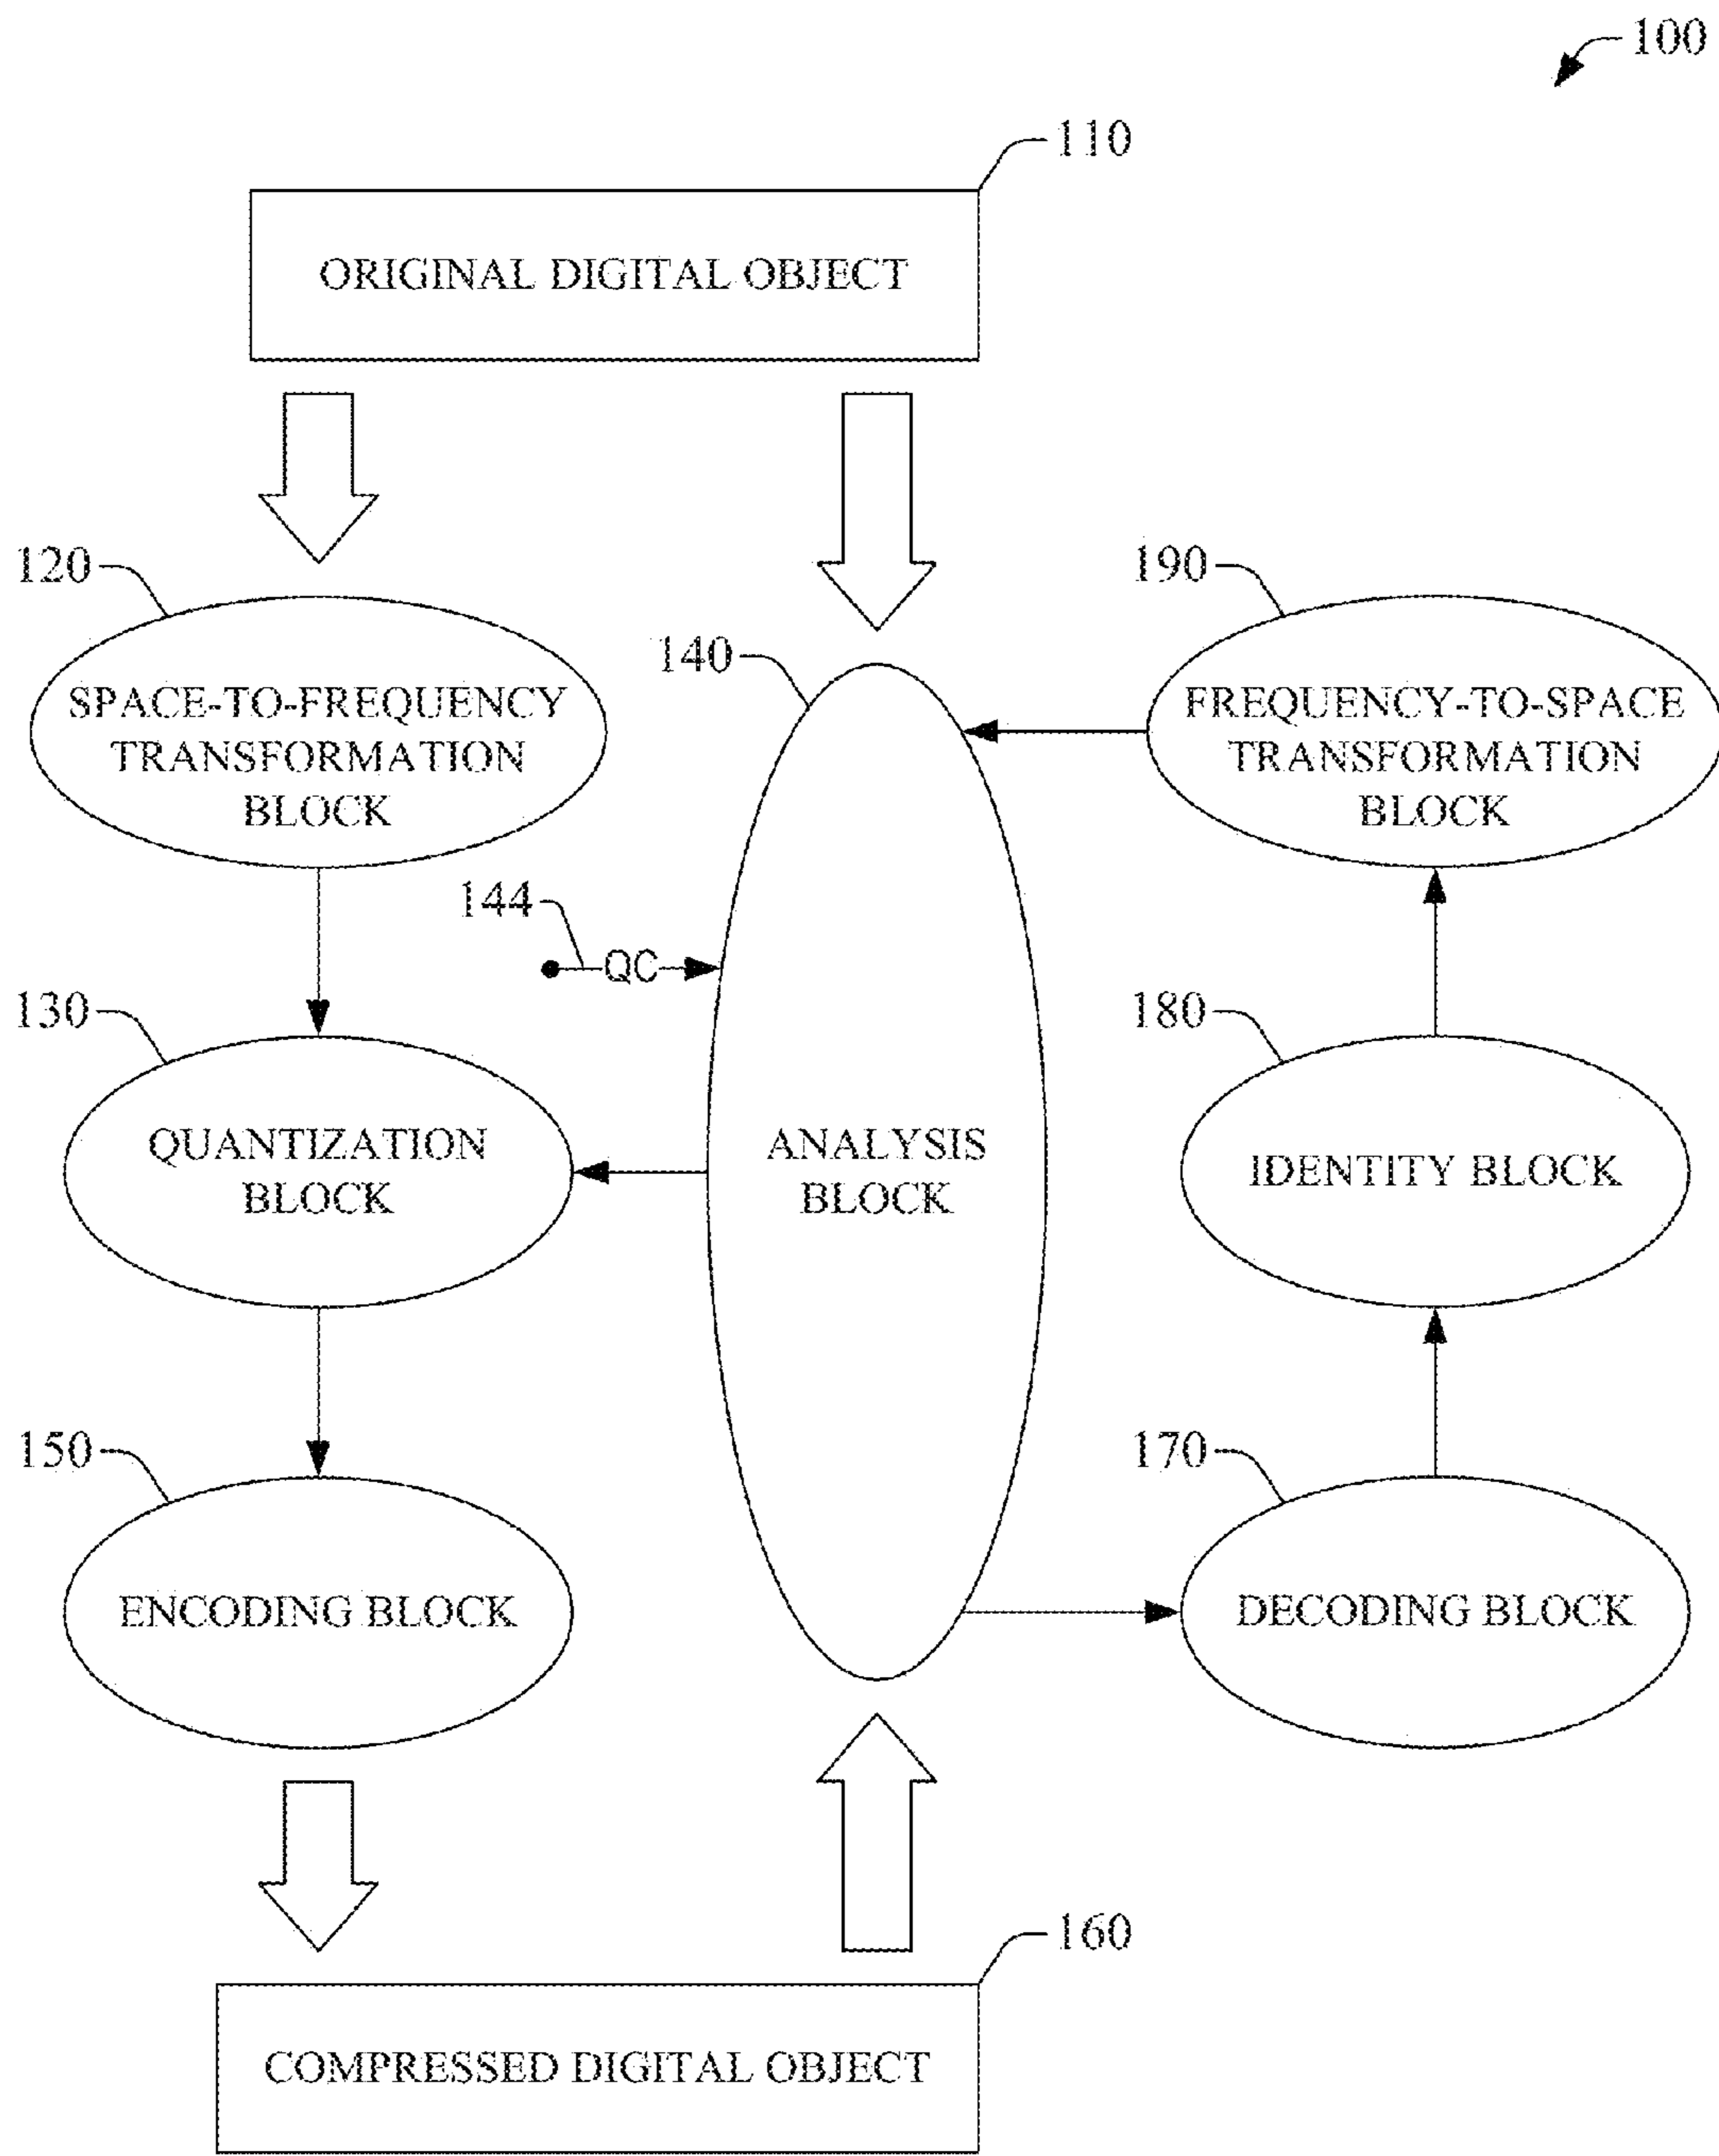 100
110
ORIGINAL DIGITAL OBJECT
120
SPACE-TO-FREQUENCY
TRANSFORMATION
BLOCK
140
190
FREQUENCY-TO-SPACE
TRANSFORMATION
BLOCK
144
QC
130
QUANTIZATION
BLOCK
ANALYSIS
BLOCK
180
IDENTITY BLOCK
150
ENCODING BLOCK
170
DECODING BLOCK
160
COMPRESSED DIGITAL OBJECT